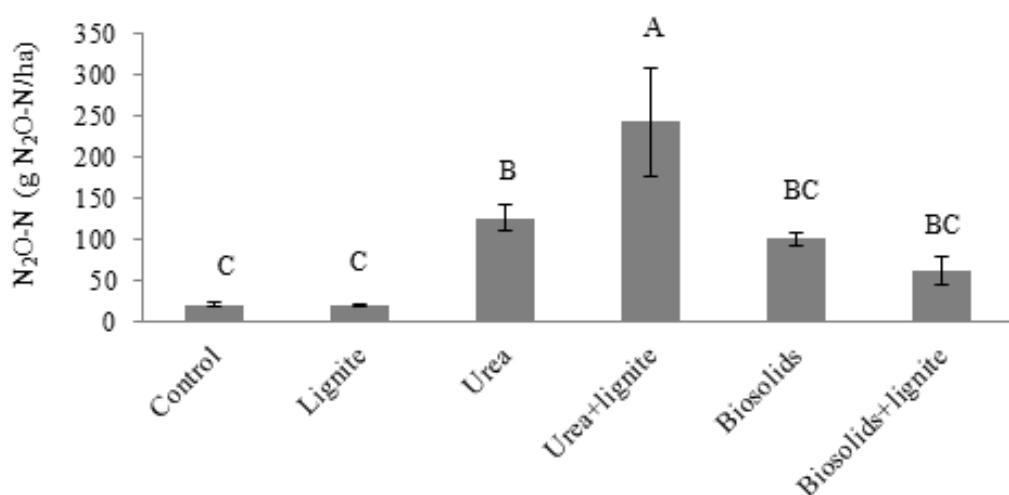 N₂O-N (g N₂O-N/ha)
350
300
250
200
150
100
50
0
C
C
B
A
BC
BC
Control
Lignite
Urea
Urea+lignite
Biosolids
Biosolids+lignite